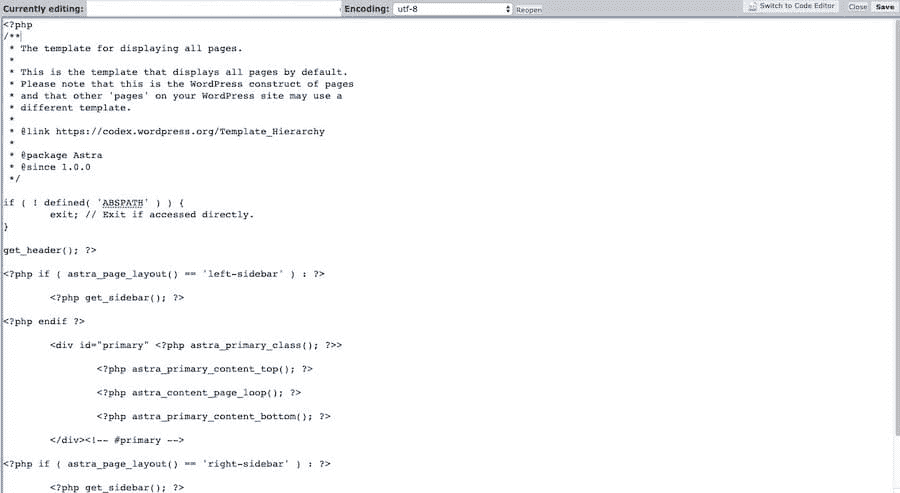 Currently editing: Encoding: utf-8 Reopen Switch to Code Editor Close Save
<?php
/**
 * The template for displaying all pages.
 *
 * This is the template that displays all pages by default.
 * Please note that this is the WordPress construct of pages
 * and that other 'pages' on your WordPress site may use a
 * different template.
 *
 * @link https://codex.wordpress.org/Template_Hierarchy
 *
 * @package Astra
 * @since 1.0.0
 */
if ( ! defined( 'ABSPATH' ) ) {
        exit; // Exit if accessed directly.
}
get_header(); ?>
<?php if ( astra_page_layout() == 'left-sidebar' ) : ?>
        <?php get_sidebar(); ?>
<?php endif ?>
        <div id="primary" <?php astra_primary_class(); ?>>
                <?php astra_primary_content_top(); ?>
                <?php astra_content_page_loop(); ?>
                <?php astra_primary_content_bottom(); ?>
        </div><!-- #primary -->
<?php if ( astra_page_layout() == 'right-sidebar' ) : ?>
        <?php get_sidebar(); ?>